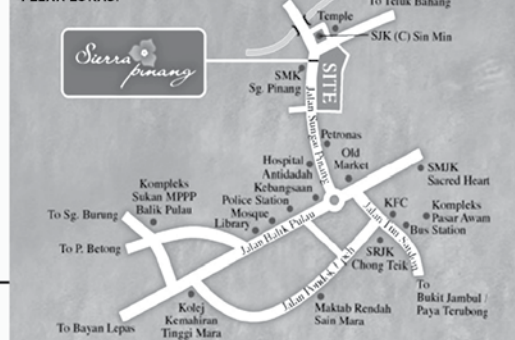 To Teluk Bahang
Temple
SJK (C) Sin Min
Sierra
pinang
SMK
Sg. Pinang
SITE
Jalan Sungai Pinang
Petronas
Old
Market
Hospital
Antidadah
Kebangsaan
SMJK
Sacred Heart
Kompleks
Sukan MPPP
Balik Pulau
Police Station
Mosque
Library
KFC
Kompleks
Pasar Awam
Bus Station
To Sg. Burung
To P. Betong
Jalan Balik Pulau
Jalan Tun Sardon
SRJK
Chong Teik
Jalan Pondok Upeh
To
Bukit Jambul /
Paya Terubong
To Bayan Lepas
Kolej
Kemahiran
Tinggi Mara
Maktab Rendah
Sain Mara